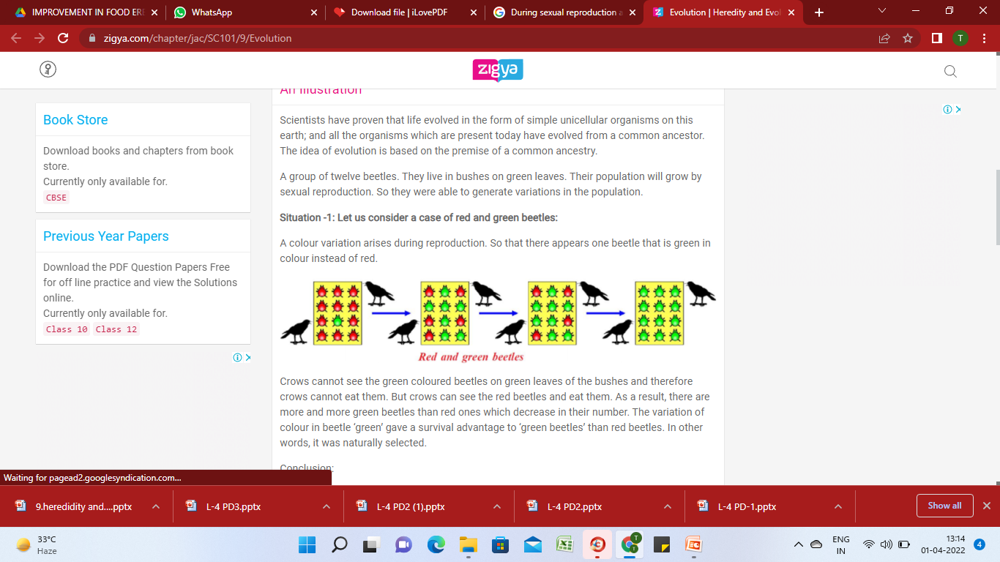 IMPROVEMENT IN FOOD ERE
WhatsApp
Download file | iLovePDF
During sexual reproduction a
Evolution | Heredity and Evol
zigya.com/chapter/jac/SC101/9/Evolution
T
zigya
An Illustration
Book Store
Download books and chapters from book
store.
Currently only available for.
CBSE
Previous Year Papers
Download the PDF Question Papers Free
for off line practice and view the Solutions
online.
Currently only available for.
Class 10 Class 12
Scientists have proven that life evolved in the form of simple unicellular organisms on this
earth; and all the organisms which are present today have evolved from a common ancestor.
The idea of evolution is based on the premise of a common ancestry.
A group of twelve beetles. They live in bushes on green leaves. Their population will grow by
sexual reproduction. So they were able to generate variations in the population.
Situation -1: Let us consider a case of red and green beetles:
A colour variation arises during reproduction. So that there appears one beetle that is green in
colour instead of red.
Red and green beetles
Crows cannot see the green coloured beetles on green leaves of the bushes and therefore
crows cannot eat them. But crows can see the red beetles and eat them. As a result, there are
more and more green beetles than red ones which decrease in their number. The variation of
colour in beetle ‘green’ gave a survival advantage to ‘green beetles’ than red beetles. In other
words, it was naturally selected.
Conclusion:
Waiting for pagead2.googlesyndication.com...
9.heredidity and....pptx
L-4 PD3.pptx
L-4 PD2 (1).pptx
L-4 PD2.pptx
L-4 PD-1.pptx
Show all
33°C
Haze
ENG
IN
13:14
01-04-2022
4